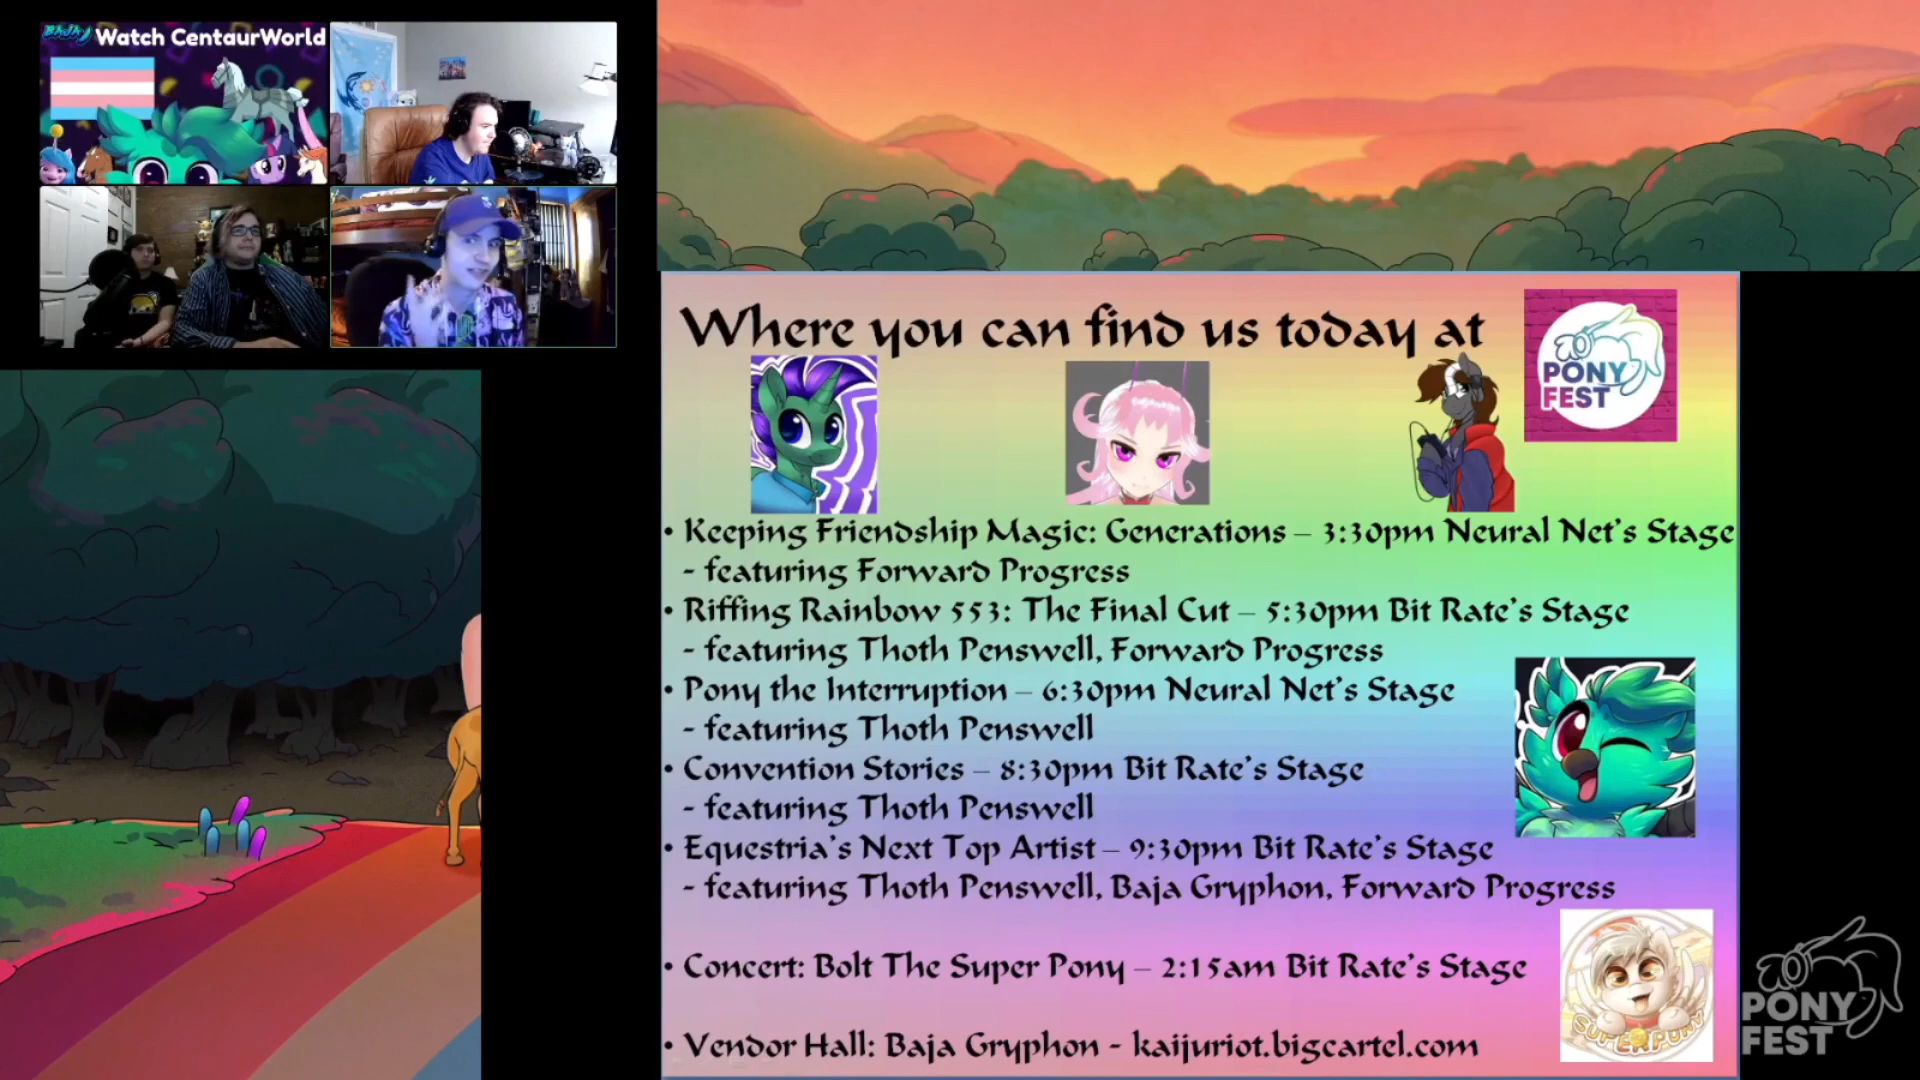 Watch CentaurWorld
Where you can find us today at
PONY
FEST
• Keeping Friendship Magic: Generations – 3:30pm Neural Net's Stage
- featuring Forward Progress
• Riffing Rainbow 553: The Final Cut – 5:30pm Bit Rate's Stage
- featuring Thoth Penswell, Forward Progress
• Pony the Interruption – 6:30pm Neural Net's Stage
- featuring Thoth Penswell
• Convention Stories – 8:30pm Bit Rate's Stage
- featuring Thoth Penswell
• Equestria's Next Top Artist – 9:30pm Bit Rate's Stage
- featuring Thoth Penswell, Baja Gryphon, Forward Progress
• Concert: Bolt The Super Pony – 2:15am Bit Rate's Stage
SUPER PONY
• Vendor Hall: Baja Gryphon - kaijuriot.bigcartel.com
PONY
FEST